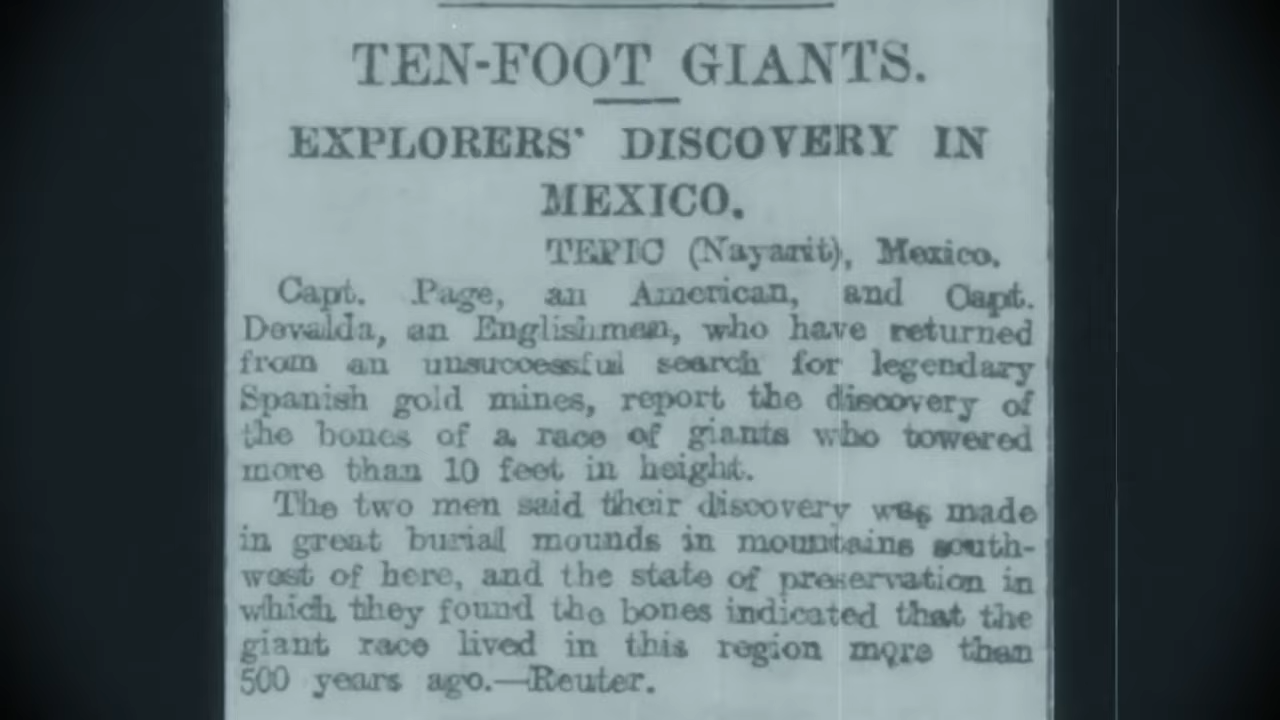 TEN-FOOT GIANTS.
EXPLORERS' DISCOVERY IN
MEXICO.
TEPIC (Nayarit), Mexico.
Capt. Page, an American, and Capt.
Devalda, an Englishman, who have returned
from an unsuccessful search for legendary
Spanish gold mines, report the discovery of
the bones of a race of giants who towered
more than 10 feet in height.
The two men said their discovery was made
in great burial mounds in mountains south-
west of here, and the state of preservation in
which they found the bones indicated that the
giant race lived in this region more than
500 years ago.—Reuter.